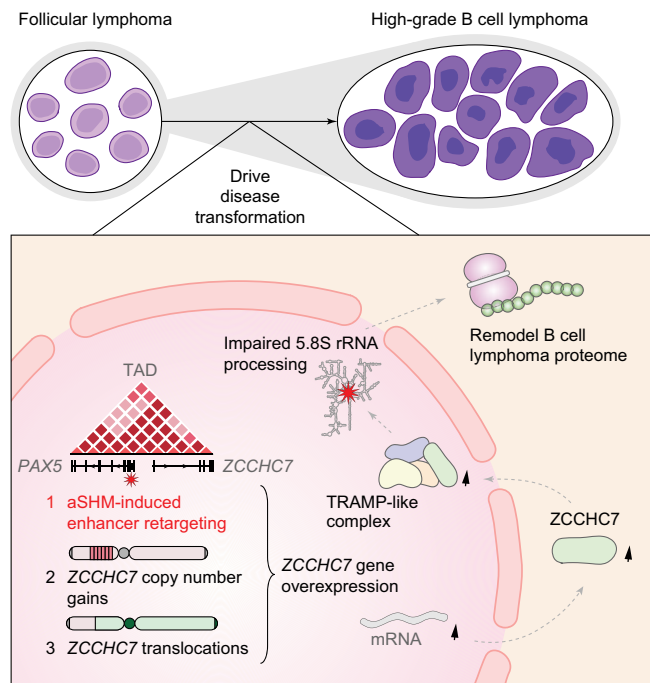 Follicular lymphoma
High-grade B cell lymphoma
Drive
disease
transformation
Impaired 5.8S rRNA
processing
Remodel B cell
lymphoma proteome
TAD
PAX5
ZCCHC7
1 aSHM-induced
enhancer retargeting
2 ZCCHC7 copy number
gains
3 ZCCHC7 translocations
ZCCHC7 gene
overexpression
TRAMP-like
complex
ZCCHC7
mRNA